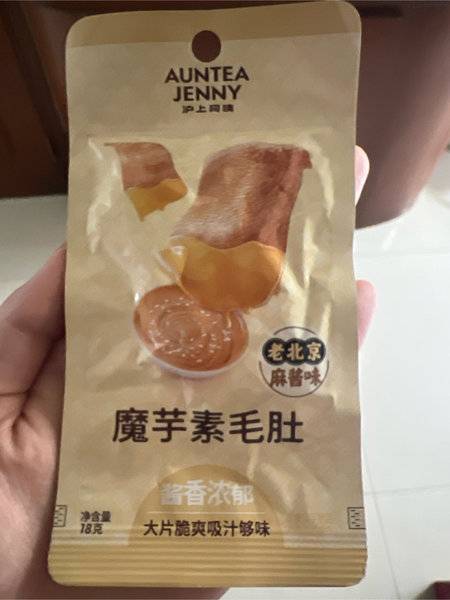 AUNTEA
JENNY
沪上阿姨
老北京
麻酱味
魔芋素毛肚
酱香浓郁
净含量
18克
大片脆爽吸汁够味